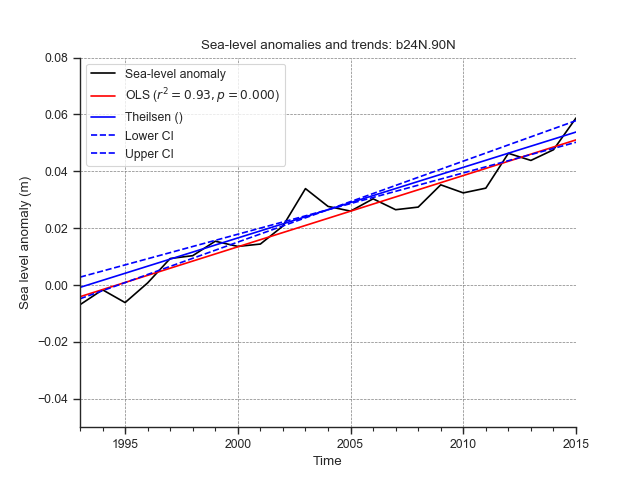 Sea-level anomalies and trends: b24N.90N
Sea-level anomaly
OLS (r² = 0.93, p = 0.000)
Theilsen ()
Lower CI
Upper CI
0.08
0.06
0.04
0.02
0.00
−0.02
−0.04
Sea level anomaly (m)
1995 2000 2005 2010 2015
Time